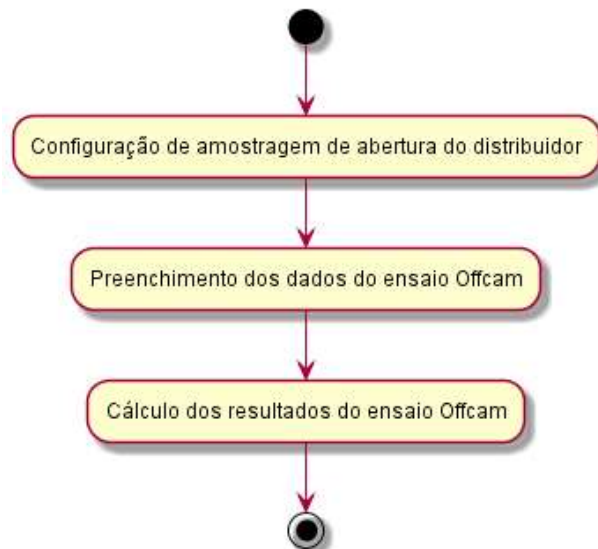 Configuração de amostragem de abertura do distribuidor
Preenchimento dos dados do ensaio Offcam
Cálculo dos resultados do ensaio Offcam